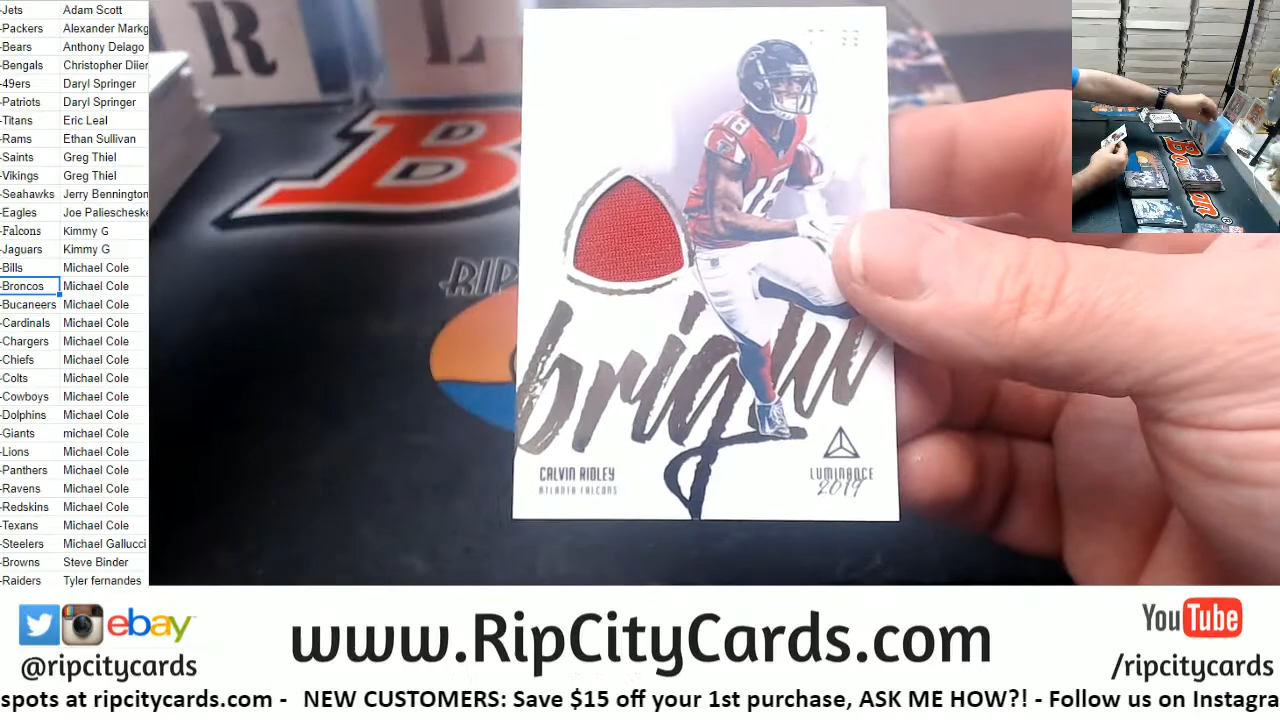 -Jets Adam Scott
-Packers Alexander Markg
-Bears Anthony Delago
-Bengals Christopher Diier
-49ers Daryl Springer
-Patriots Daryl Springer
-Titans Eric Leal
-Rams Ethan Sullivan
-Saints Greg Thiel
-Vikings Greg Thiel
-Seahawks Jerry Bennington
-Eagles Joe Paliescheske
-Falcons Kimmy G
-Jaguars Kimmy G
-Bills Michael Cole
-Broncos Michael Cole
-Bucaneers Michael Cole
-Cardinals Michael Cole
-Chargers Michael Cole
-Chiefs Michael Cole
-Colts Michael Cole
-Cowboys Michael Cole
-Dolphins Michael Cole
-Giants michael Cole
-Lions Michael Cole
-Panthers Michael Cole
-Ravens Michael Cole
-Redskins Michael Cole
-Texans Michael Cole
-Steelers Michael Gallucci
-Browns Steve Binder
-Raiders Tyler fernandes
R L
B
RIP
18
bright
CALVIN RIDLEY
ATLANTA FALCONS
LUMINANCE
2019
ebay
@ripcitycards
www.RipCityCards.com
YouTube
/ripcitycards
spots at ripcitycards.com - NEW CUSTOMERS: Save $15 off your 1st purchase, ASK ME HOW?! - Follow us on Instagra